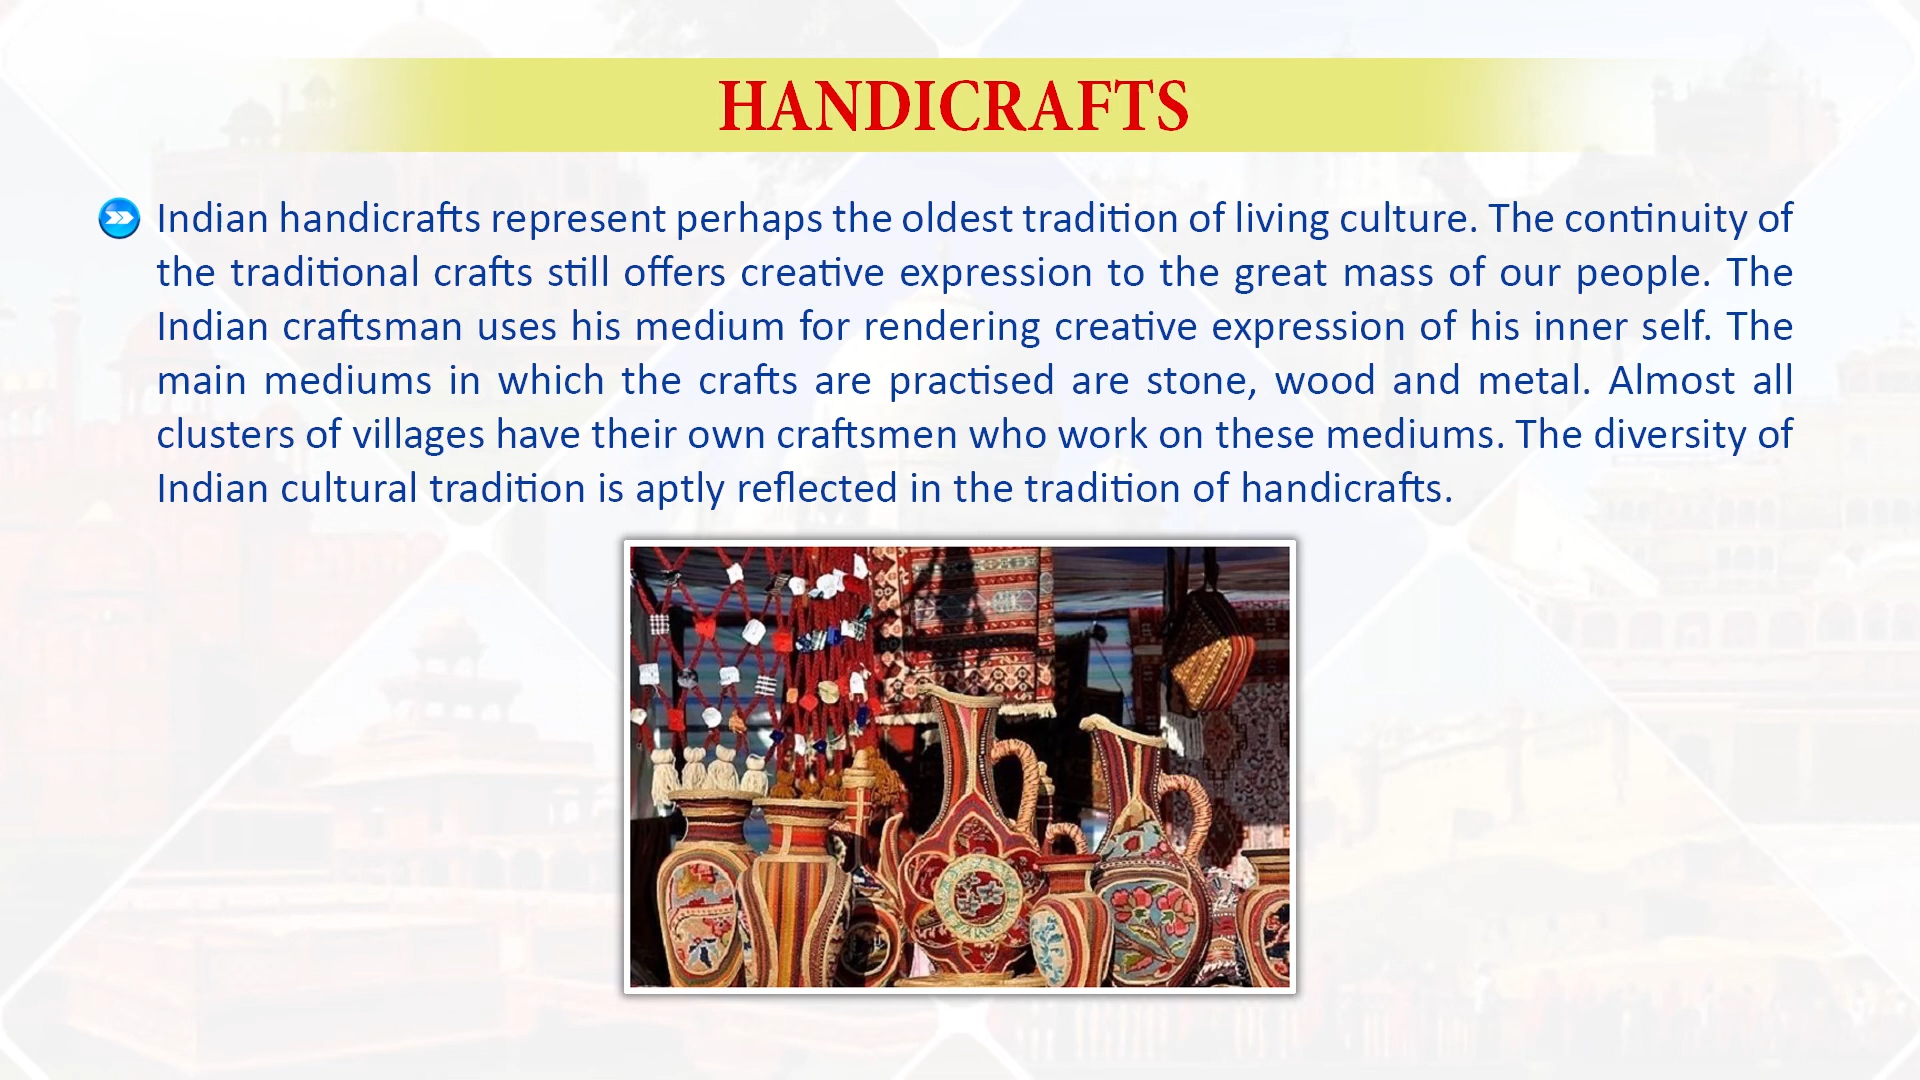 HANDICRAFTS
Indian handicrafts represent perhaps the oldest tradition of living culture. The continuity of
the traditional crafts still offers creative expression to the great mass of our people. The
Indian craftsman uses his medium for rendering creative expression of his inner self. The
main mediums in which the crafts are practised are stone, wood and metal. Almost all
clusters of villages have their own craftsmen who work on these mediums. The diversity of
Indian cultural tradition is aptly reflected in the tradition of handicrafts.